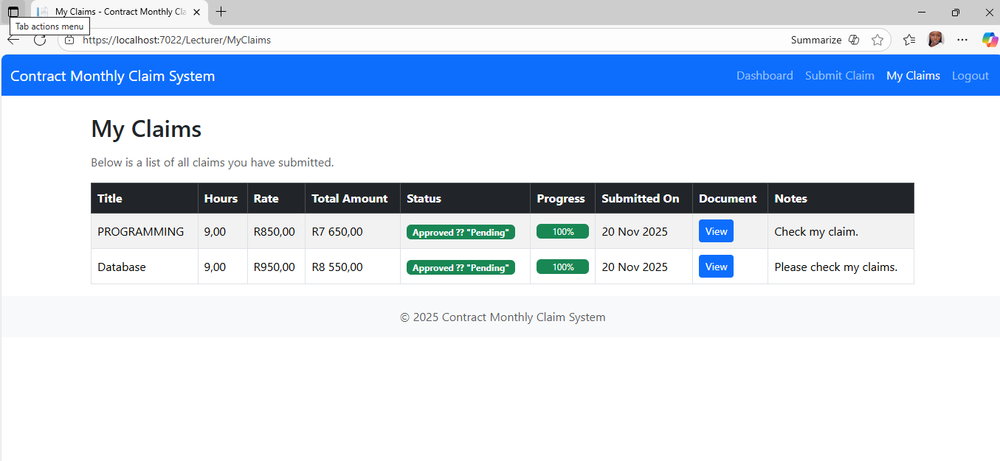 My Claims - Contract Monthly Cla
Tab actions menu
https://localhost:7022/Lecturer/MyClaims Summarize
Contract Monthly Claim System Dashboard Submit Claim My Claims Logout
My Claims
Below is a list of all claims you have submitted.
Title Hours Rate Total Amount Status Progress Submitted On Document Notes
PROGRAMMING 9,00 R850,00 R7 650,00 Approved ?? "Pending" 100% 20 Nov 2025 View Check my claim.
Database 9,00 R950,00 R8 550,00 Approved ?? "Pending" 100% 20 Nov 2025 View Please check my claims.
© 2025 Contract Monthly Claim System